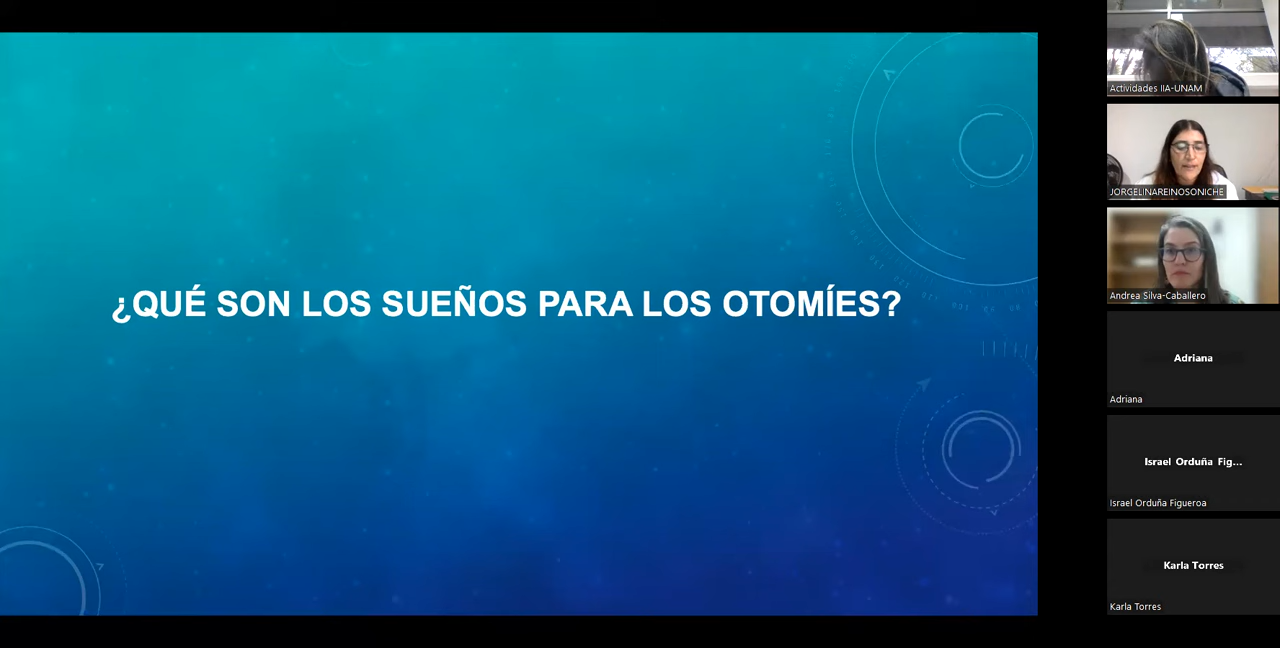 ¿QUÉ SON LOS SUEÑOS PARA LOS OTOMÍES?
Actividades IIA-UNAM
JORGELINAREINOSONICHE
Andrea Silva-Caballero
Adriana
Adriana
Israel Orduña Fig...
Israel Orduña Figueroa
Karla Torres
Karla Torres